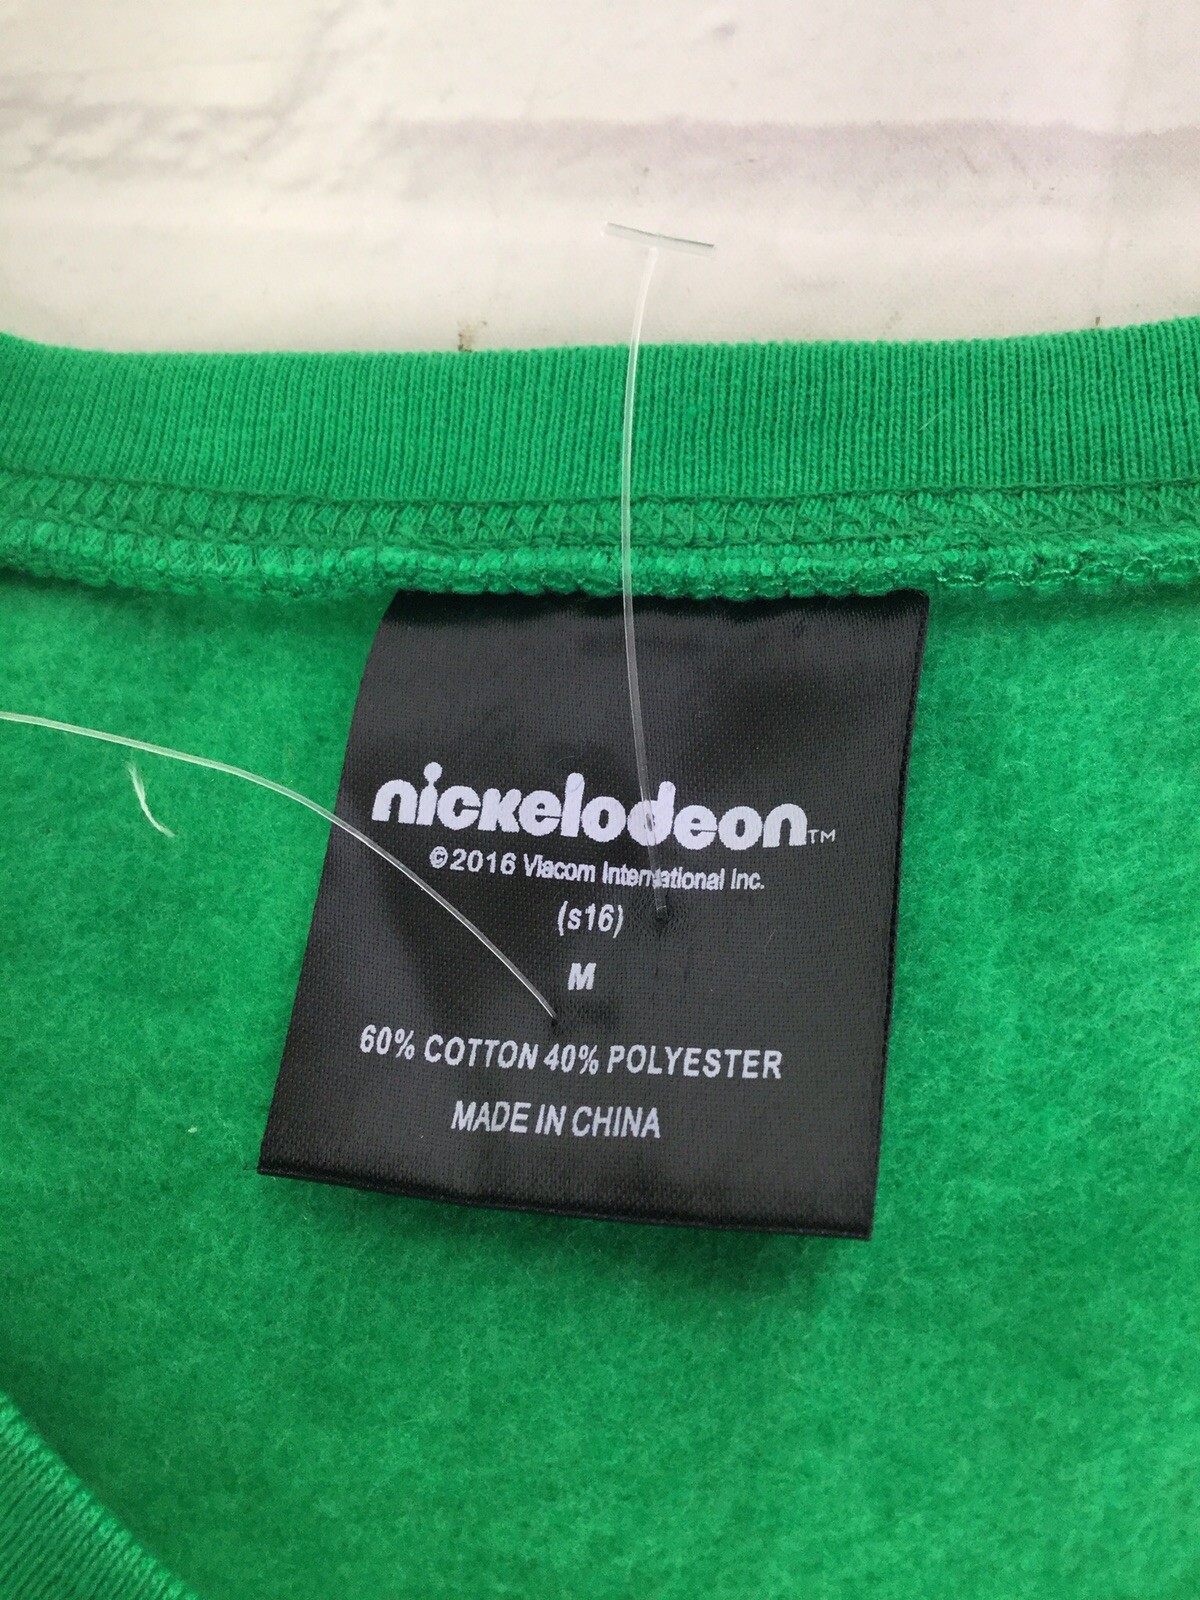 nickelodeon™
©2016 Viacom International Inc.
(s16)
M
60% COTTON 40% POLYESTER
MADE IN CHINA